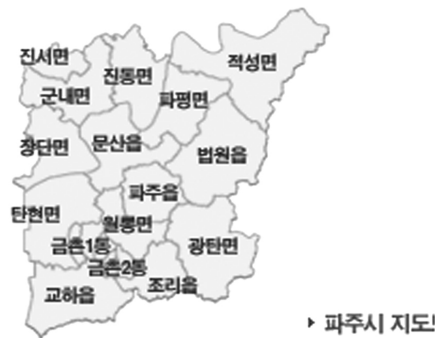 진서면
적성면
진동면
군내면
파평면
장단면
문산읍
법원읍
파주읍
탄현면
월롱면
금촌1동
광탄면
금촌2동
조리읍
교하읍
▶ 파주시 지도